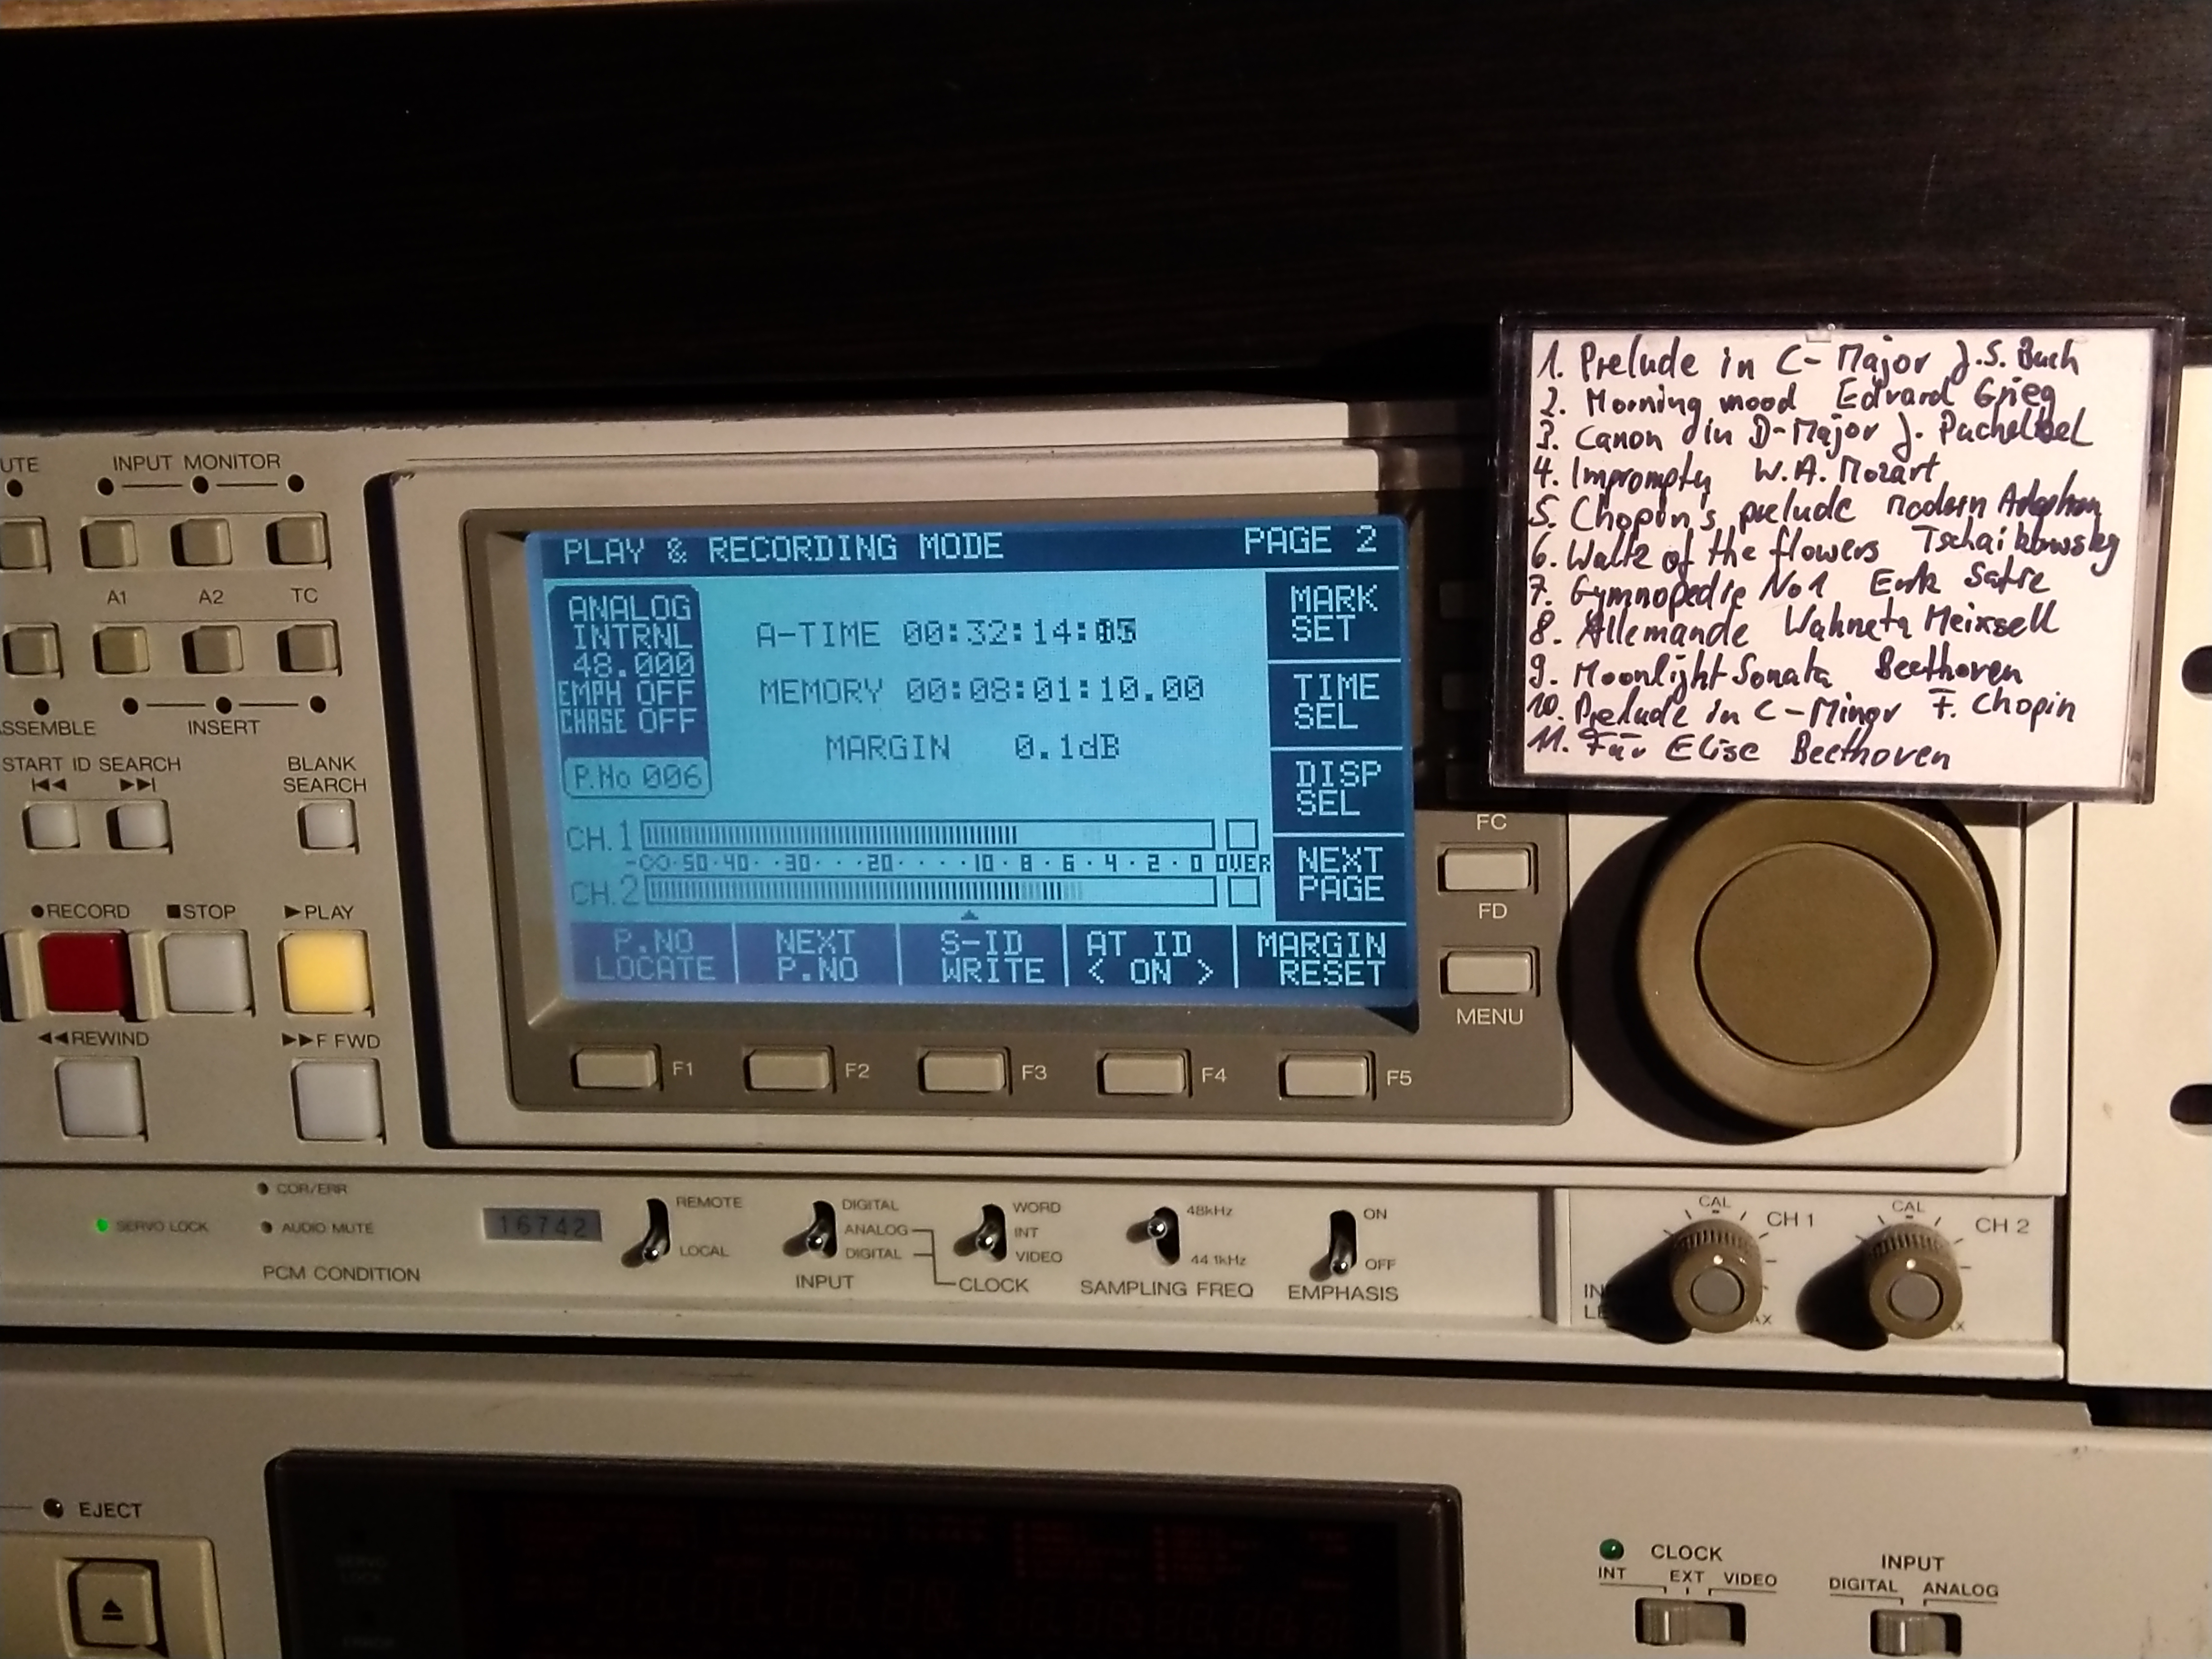 1. Prelude in C-Major J.S. Bach
2. Morning mood Edvard Grieg
3. Canon in D-Major J. Pachelbel
4. Impromptu W.A. Mozart
5. Chopin's prelude modern
6. Waltz of the flowers Tschaikowsky
7. Gymnopedie No1 Erik Satie
8. Allemande Wahneta Meixsell
9. Moonlight Sonata Beethoven
10. Prelude in C-Minor F. Chopin
11. Für Elise Beethoven
PLAY & RECORDING MODE PAGE 2
ANALOG
INTRNL
48.000
EMPH OFF
CHASE OFF
P.No 006
A-TIME 00:32:14:
MEMORY 00:08:01:10.00
MARGIN 0.1dB
MARK SET
TIME SEL
DISP SEL
NEXT PAGE
CH.1
-∞·50·40··30···20····10·8·6·4·2·0 OVER
CH.2
P.NO LOCATE
NEXT P.NO
S-ID WRITE
AT ID < ON >
MARGIN RESET
F1 F2 F3 F4 F5
FC
FD
MENU
UTE INPUT MONITOR
A1 A2 TC
SSEMBLE INSERT
START ID SEARCH
BLANK SEARCH
●RECORD ■STOP ▶PLAY
◀◀REWIND ▶▶F FWD
COR/ERR
SERVO LOCK
AUDIO MUTE
PCM CONDITION
16742
REMOTE
LOCAL
DIGITAL
ANALOG
DIGITAL
INPUT
WORD
INT
VIDEO
CLOCK
48kHz
44.1kHz
SAMPLING FREQ
ON
OFF
EMPHASIS
CAL CH 1
CAL CH 2
IN
LE
AX
AX
EJECT
CLOCK
INT EXT VIDEO
INPUT
DIGITAL ANALOG